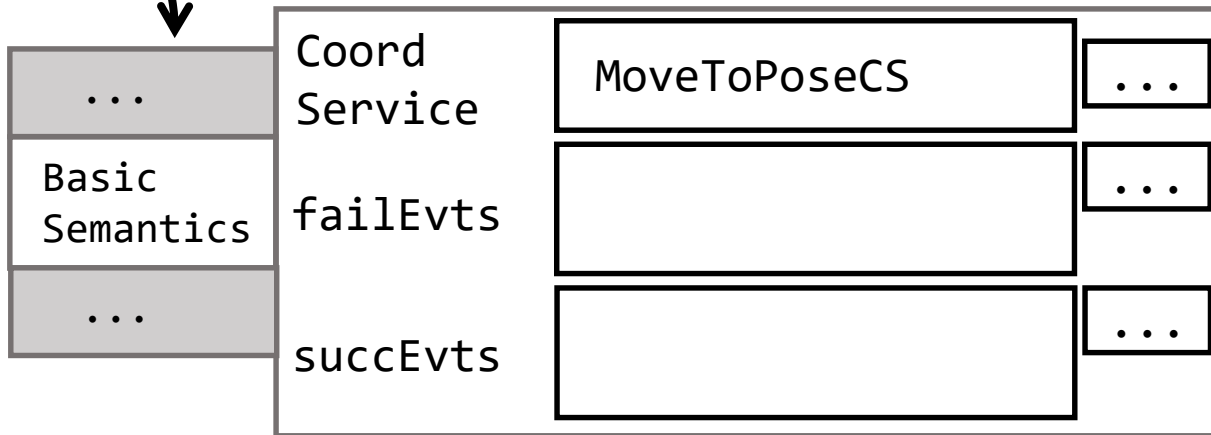 ...
Basic
Semantics
...
Coord
Service
MoveToPoseCS
...
failEvts
...
succEvts
...